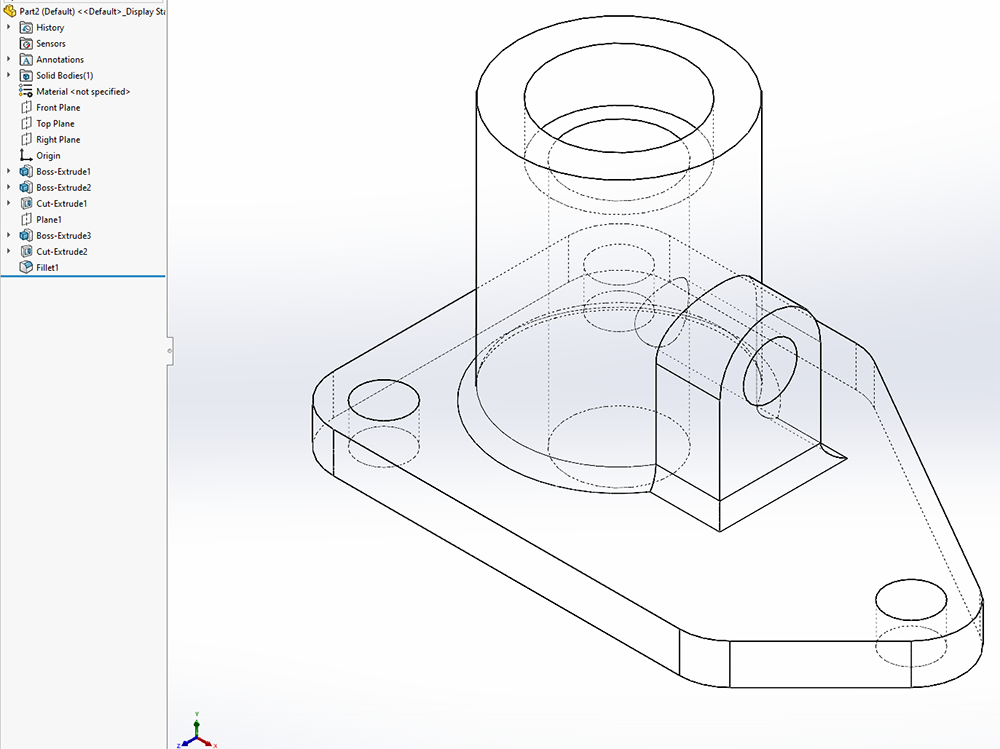 Part2 (Default) <<Default>_Display Sta
History
Sensors
A Annotations
Solid Bodies(1)
Material <not specified>
Front Plane
Top Plane
Right Plane
Origin
Boss-Extrude1
Boss-Extrude2
Cut-Extrude1
Plane1
Boss-Extrude3
Cut-Extrude2
Fillet1
Y
Z X